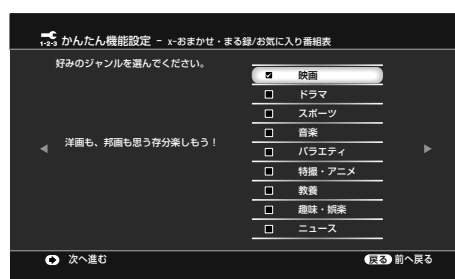 1-2-3 かんたん機能設定 - x-おまかせ・まる録/お気に入り番組表
好みのジャンルを選んでください。
映画
ドラマ
スポーツ
音楽
洋画も、邦画も思う存分楽しもう！
バラエティ
特撮・アニメ
教養
趣味・娯楽
ニュース
次へ進む
戻る 前へ戻る